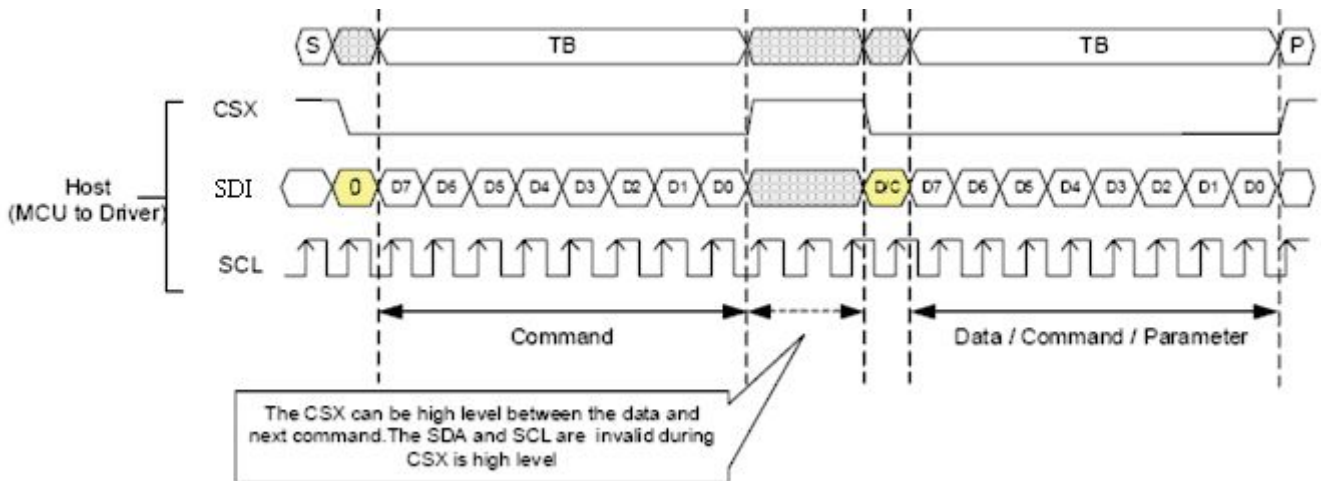 S TB TB P
CSX
Host
(MCU to Driver)
SDI 0 D7 D6 D5 D4 D3 D2 D1 D0 D/C D7 D6 D5 D4 D3 D2 D1 D0
SCL
Command
Data / Command / Parameter
The CSX can be high level between the data and
next command.The SDA and SCL are invalid during
CSX is high level